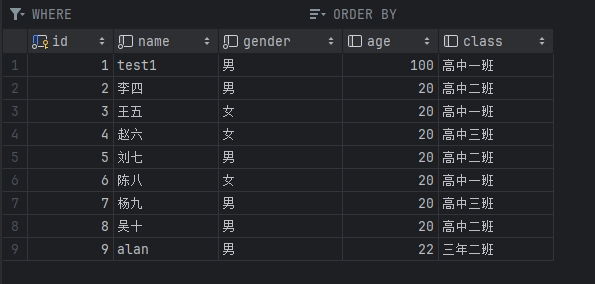 WHERE ORDER BY
id name gender age class
1 1 test1 男 100 高中一班
2 2 李四 男 20 高中二班
3 3 王五 女 20 高中一班
4 4 赵六 女 20 高中三班
5 5 刘七 男 20 高中二班
6 6 陈八 女 20 高中一班
7 7 杨九 男 20 高中三班
8 8 吴十 男 20 高中二班
9 9 alan 男 22 三年二班